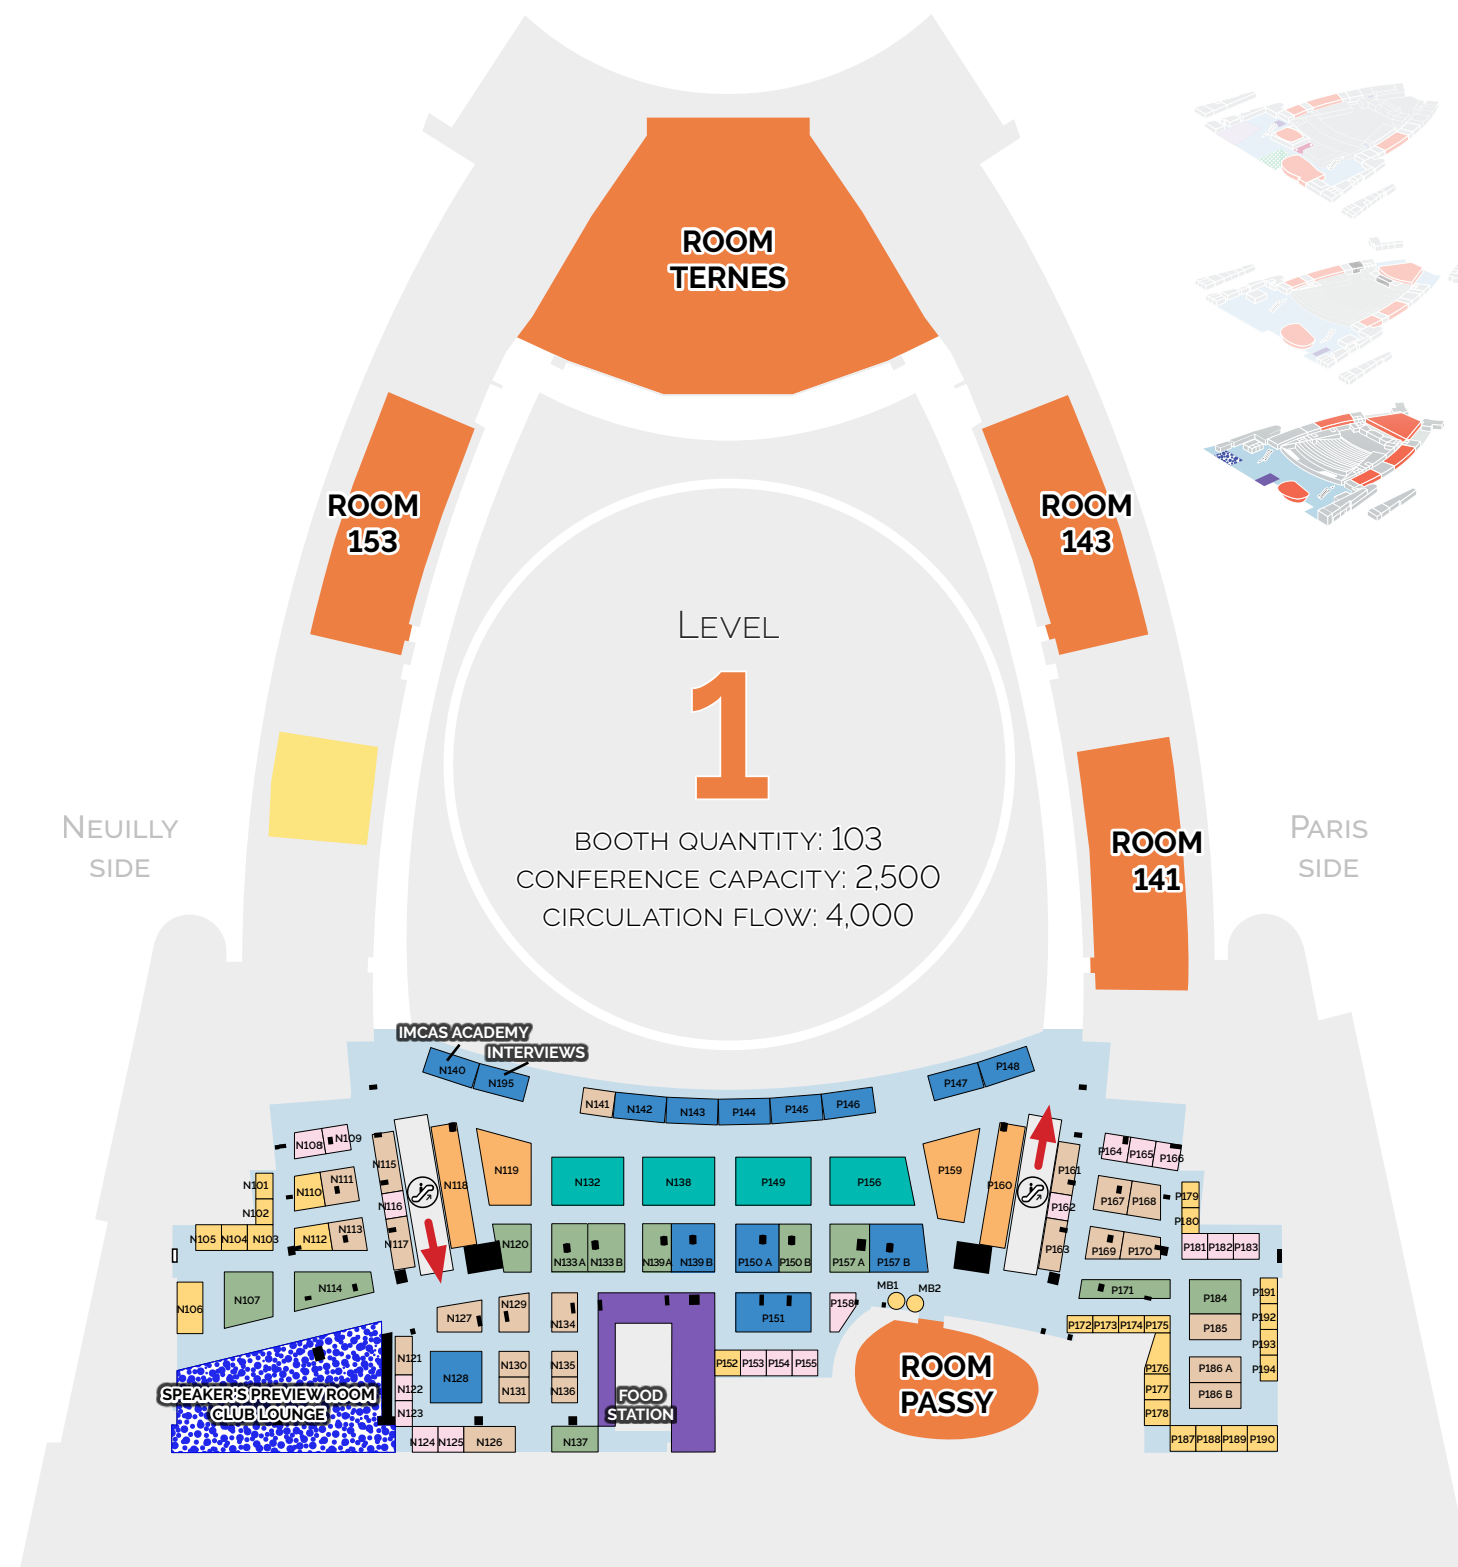 ROOM
TERNES
ROOM
153
ROOM
143
LEVEL
1
BOOTH QUANTITY: 103
CONFERENCE CAPACITY: 2,500
CIRCULATION FLOW: 4,000
NEUILLY
SIDE
PARIS
SIDE
ROOM
141
IMCAS ACADEMY
INTERVIEWS
N140
N195
P147
P148
N141
N142
N143
P144
P145
P146
N108
N109
N115
N118
N119
N132
N138
P149
P156
P159
P160
P161
P164
P165
P166
N101
N102
N110
N111
N116
P162
P167
P168
P179
P180
N105
N104
N103
N112
N113
N117
N120
N133 A
N133 B
N139 A
N139 B
P150 A
P150 B
P157 A
P157 B
P163
P169
P170
P181
P182
P183
N106
N107
N114
MB1
MB2
P171
P184
P191
N127
N129
N134
P151
P158
P172
P173
P174
P175
P185
P192
P193
N121
N128
N130
N135
P152
P153
P154
P155
P176
P186 A
P194
N122
N131
N136
P177
P186 B
N123
P178
SPEAKER'S PREVIEW ROOM
CLUB LOUNGE
FOOD
STATION
ROOM
PASSY
N124
N125
N126
N137
P187
P188
P189
P190